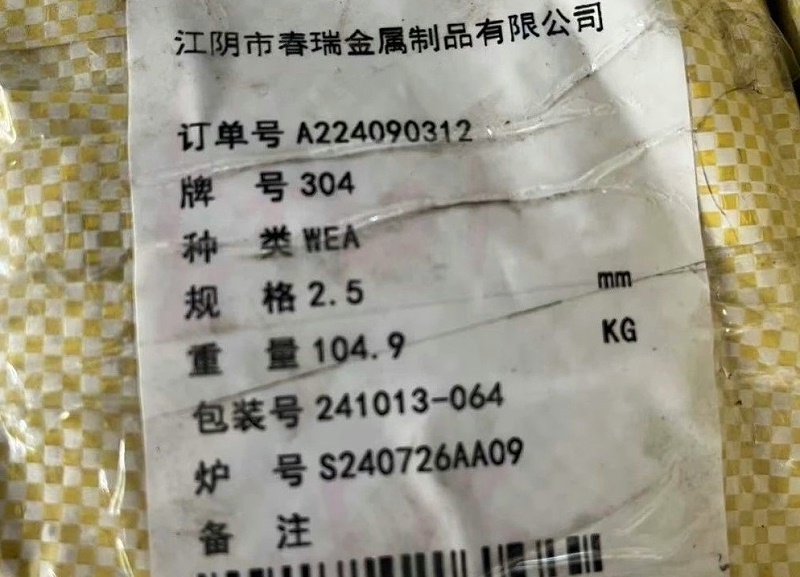 江阴市春瑞金属制品有限公司
订单号 A224090312
牌 号 304
种 类 WEA
规 格 2.5 mm
重 量 104.9 KG
包装号 241013-064
炉 号 S240726AA09
备 注